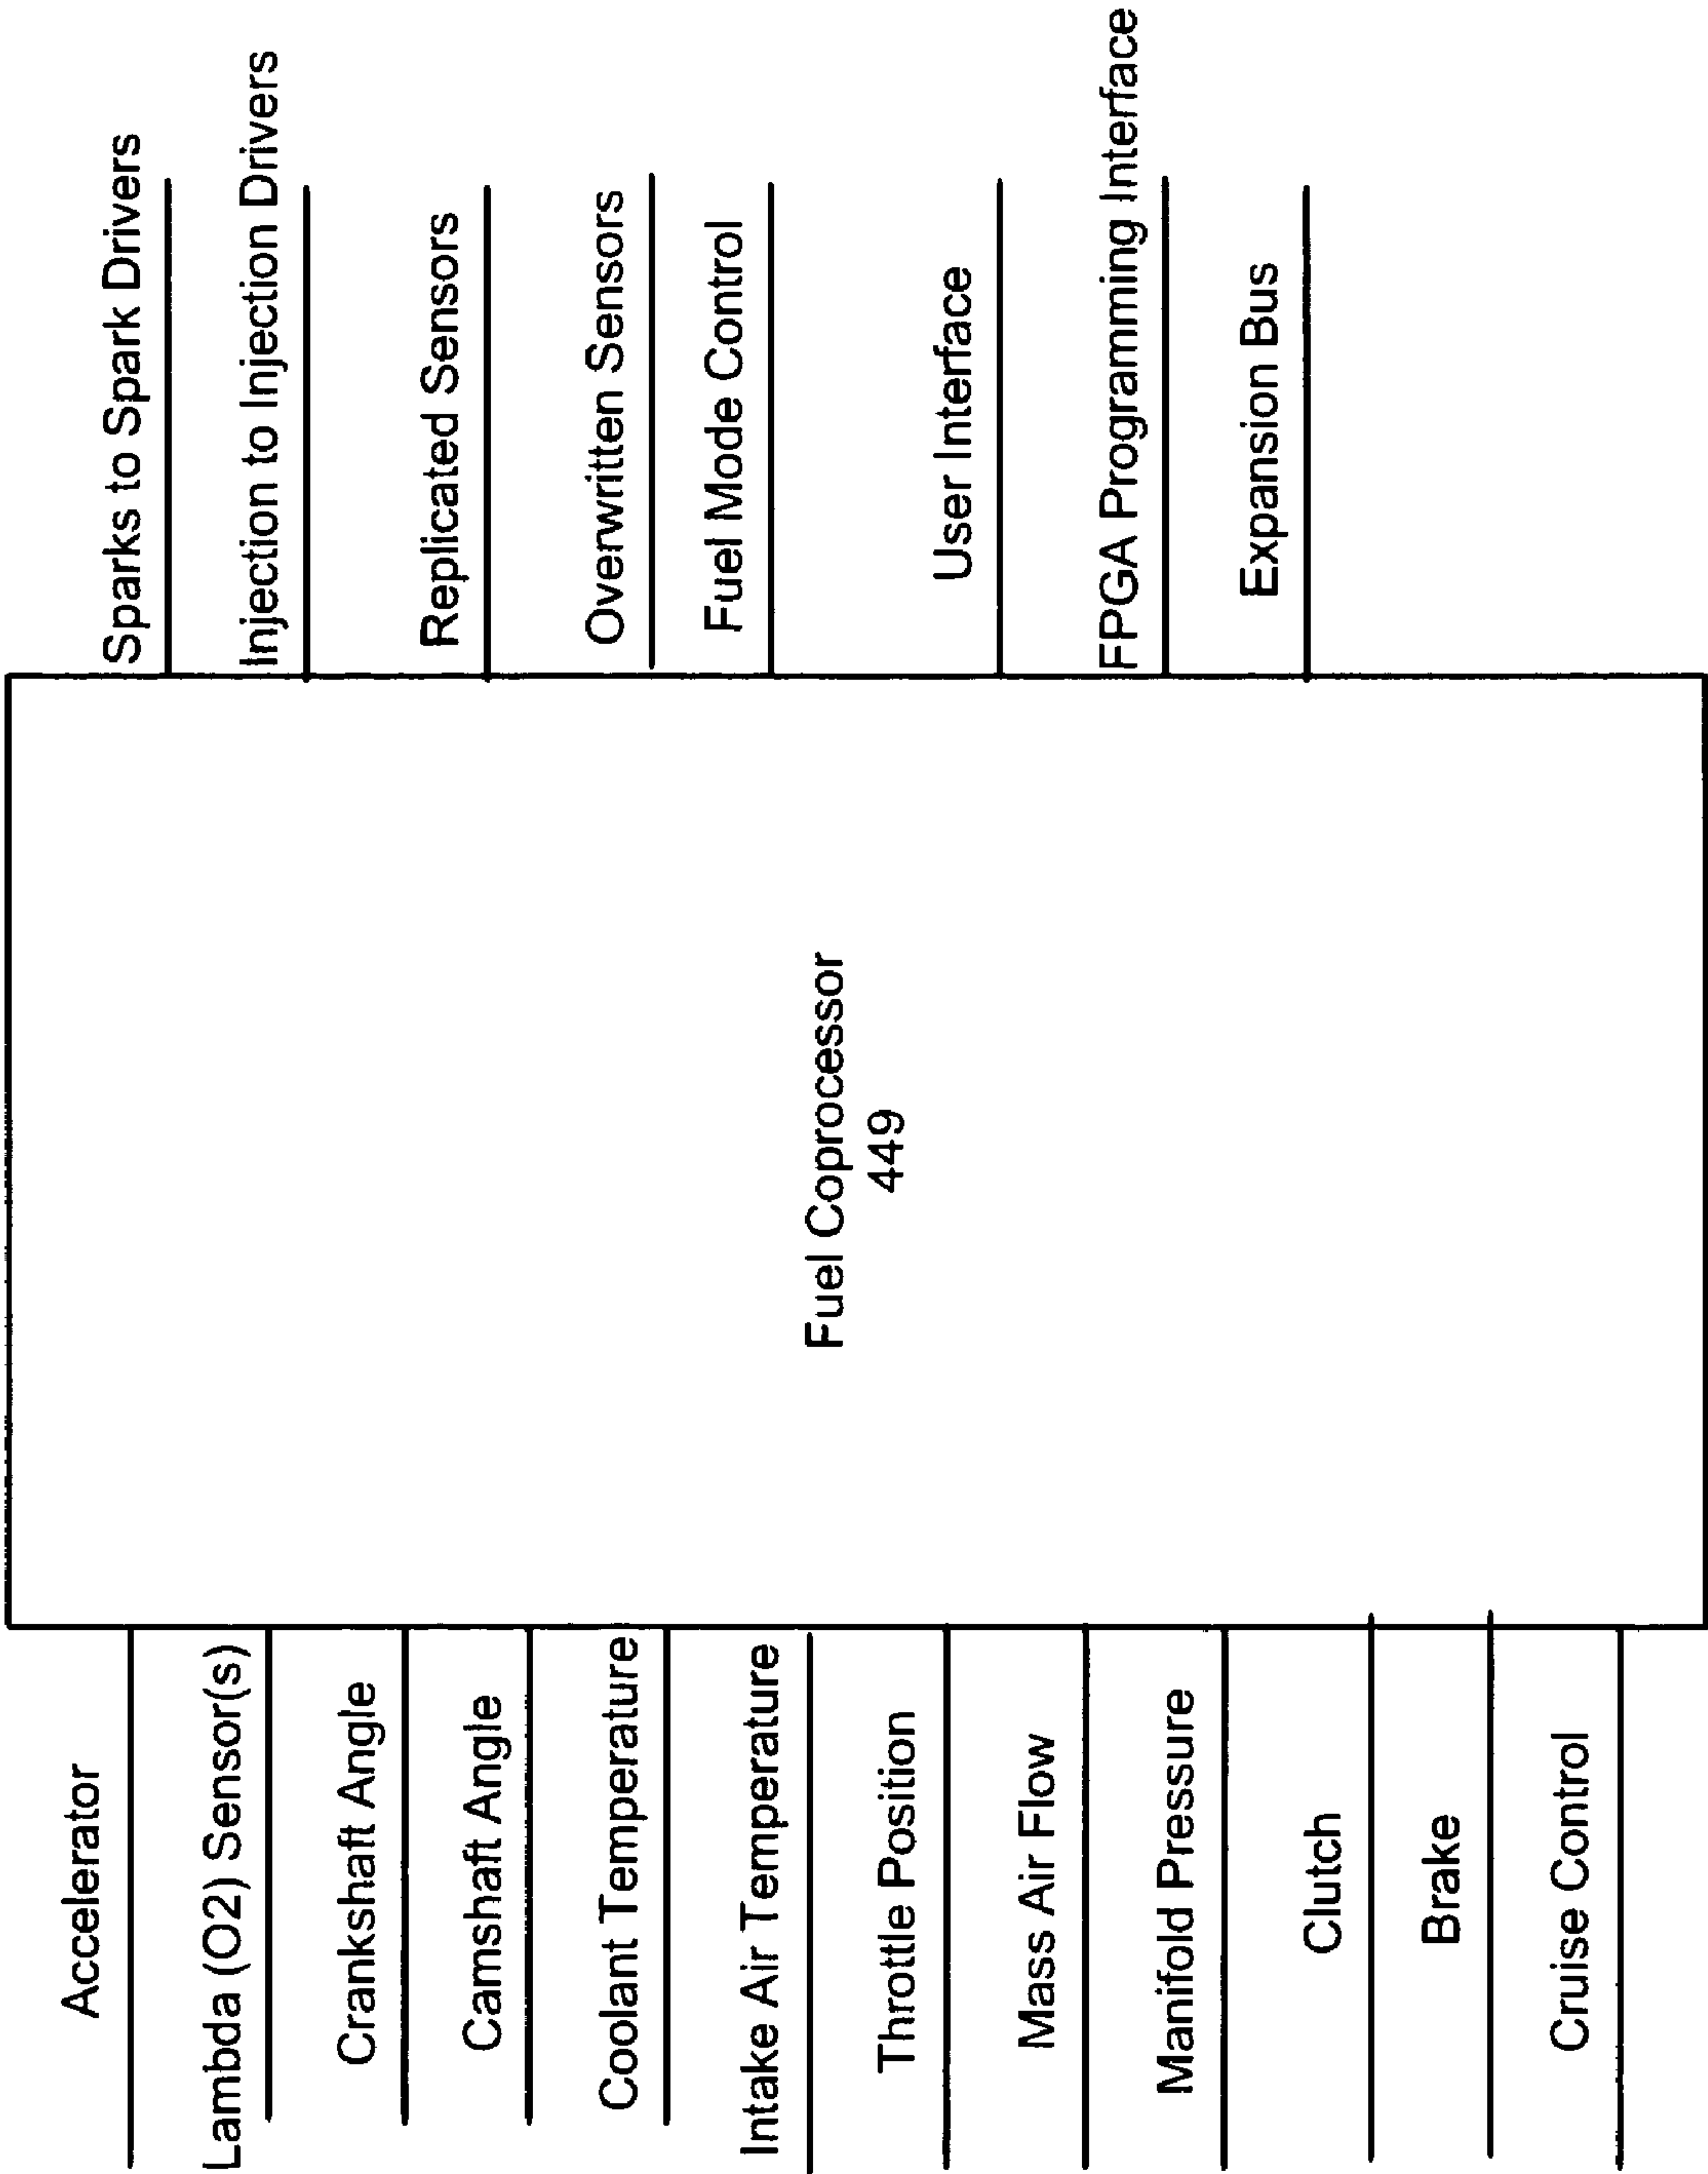 Accelerator
Lambda (O2) Sensor(s)
Crankshaft Angle
Camshaft Angle
Coolant Temperature
Intake Air Temperature
Throttle Position
Mass Air Flow
Manifold Pressure
Clutch
Brake
Cruise Control
Fuel Coprocessor
449
Sparks to Spark Drivers
Injection to Injection Drivers
Replicated Sensors
Overwritten Sensors
Fuel Mode Control
User Interface
FPGA Programming Interface
Expansion Bus